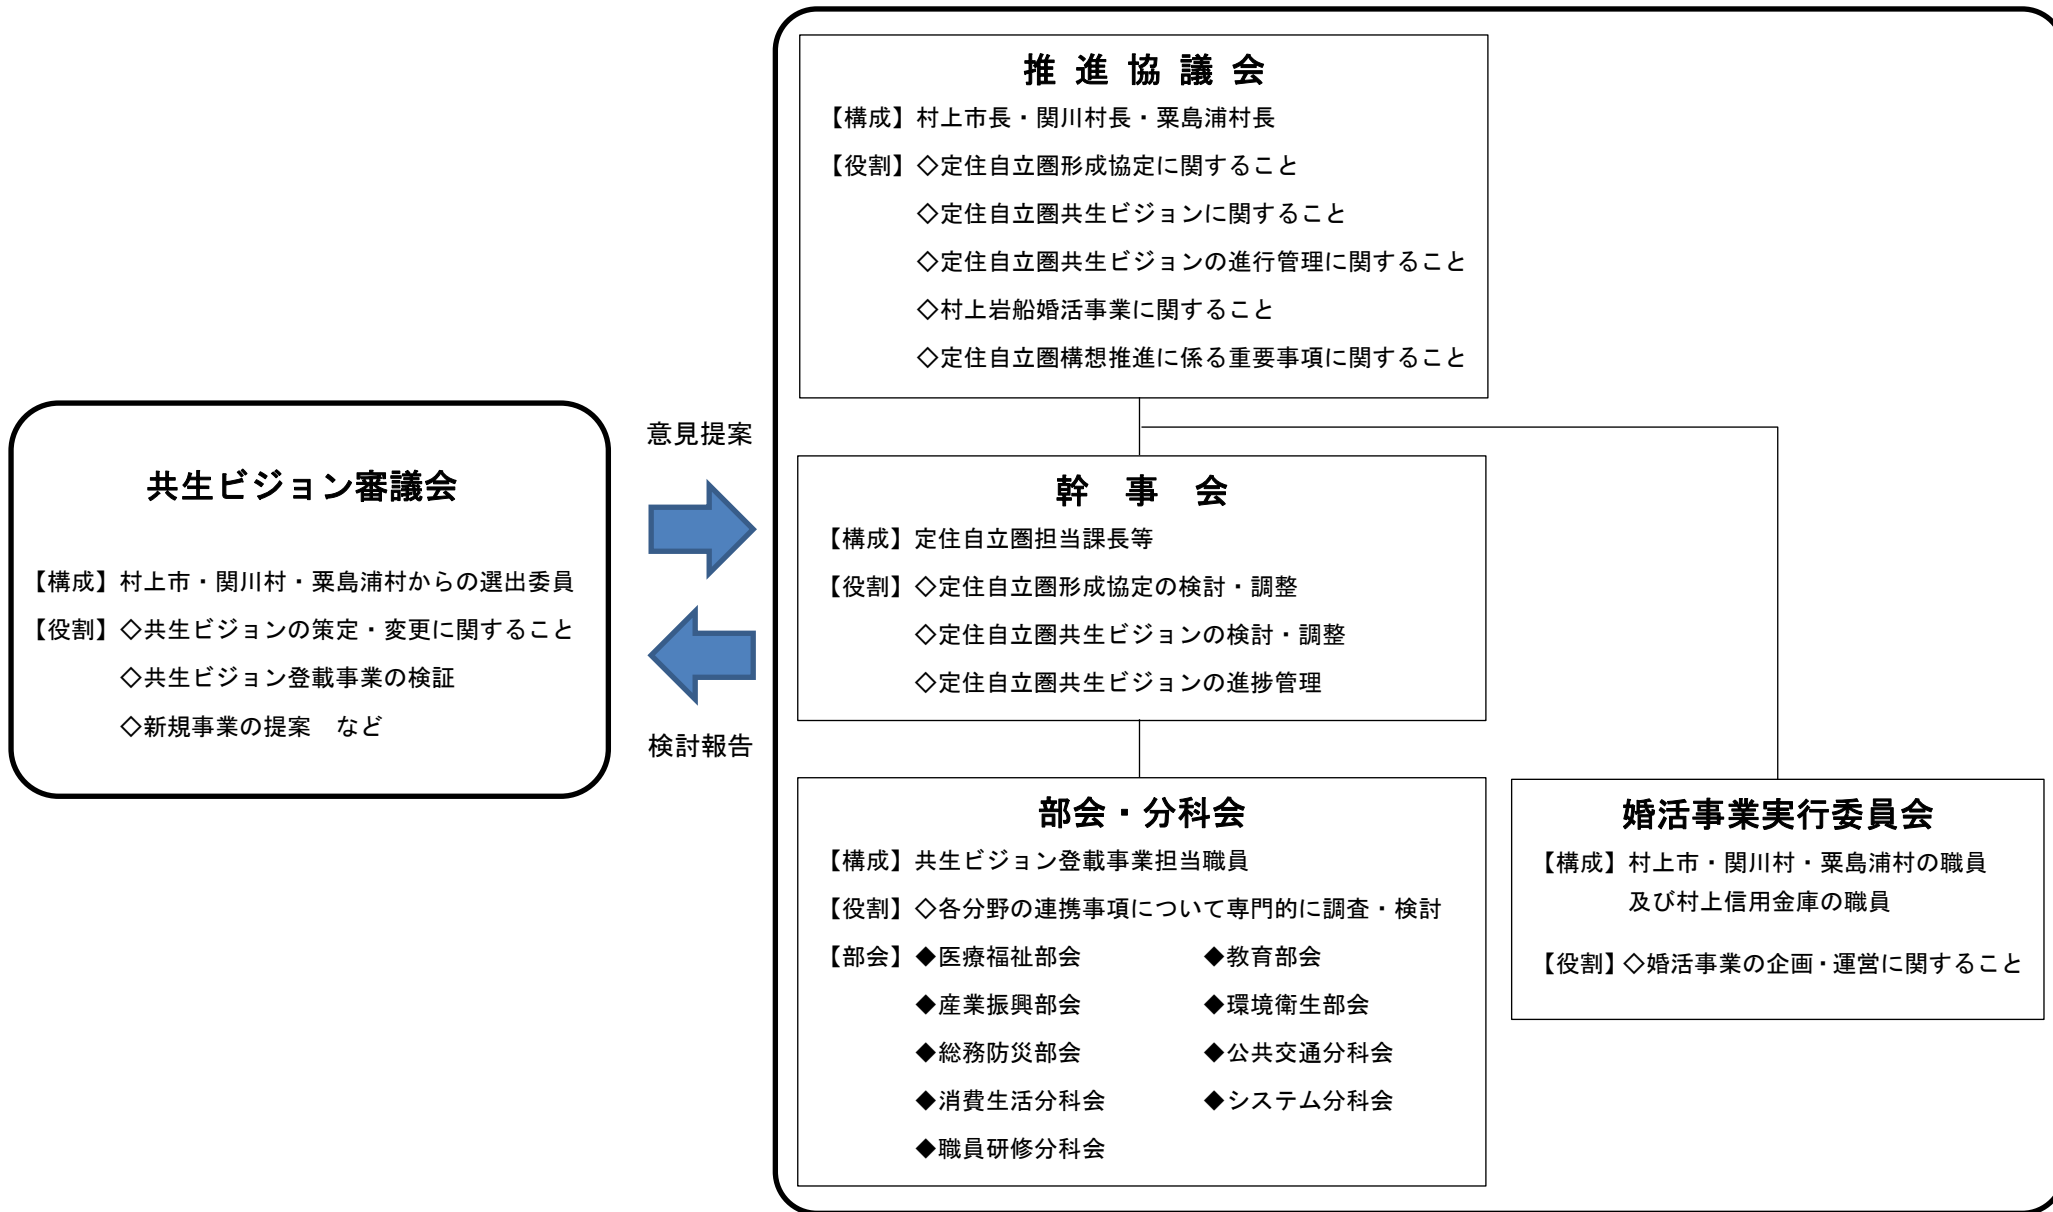 推 進 協 議 会
【構成】村上市長・関川村長・粟島浦村長
【役割】◇定住自立圏形成協定に関すること
◇定住自立圏共生ビジョンに関すること
◇定住自立圏共生ビジョンの進行管理に関すること
◇村上岩船婚活事業に関すること
◇定住自立圏構想推進に係る重要事項に関すること
共生ビジョン審議会
【構成】村上市・関川村・粟島浦村からの選出委員
【役割】◇共生ビジョンの策定・変更に関すること
◇共生ビジョン登載事業の検証
◇新規事業の提案　など
意見提案
検討報告
幹　事　会
【構成】定住自立圏担当課長等
【役割】◇定住自立圏形成協定の検討・調整
◇定住自立圏共生ビジョンの検討・調整
◇定住自立圏共生ビジョンの進捗管理
部会・分科会
【構成】共生ビジョン登載事業担当職員
【役割】◇各分野の連携事項について専門的に調査・検討
【部会】◆医療福祉部会　◆教育部会
◆産業振興部会　◆環境衛生部会
◆総務防災部会　◆公共交通分科会
◆消費生活分科会　◆システム分科会
◆職員研修分科会
婚活事業実行委員会
【構成】村上市・関川村・粟島浦村の職員
及び村上信用金庫の職員
【役割】◇婚活事業の企画・運営に関すること